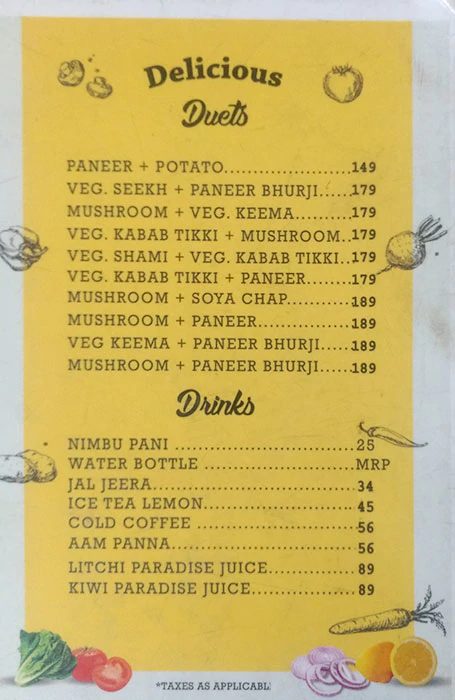 Delicious
Duets
PANEER + POTATO......................149
VEG. SEEKH + PANEER BHURJI.....179
MUSHROOM + VEG. KEEMA.........179
VEG. KABAB TIKKI + MUSHROOM..179
VEG. SHAMI + VEG. KABAB TIKKI..179
VEG. KABAB TIKKI + PANEER.......179
MUSHROOM + SOYA CHAP..........189
MUSHROOM + PANEER...............189
VEG KEEMA + PANEER BHURJI.....189
MUSHROOM + PANEER BHURJI.....189
Drinks
NIMBU PANI .............................25
WATER BOTTLE ........................MRP
JAL JEERA................................34
ICE TEA LEMON........................45
COLD COFFEE .........................56
AAM PANNA.............................56
LITCHI PARADISE JUICE.............89
KIWI PARADISE JUICE................89
*TAXES AS APPLICABL